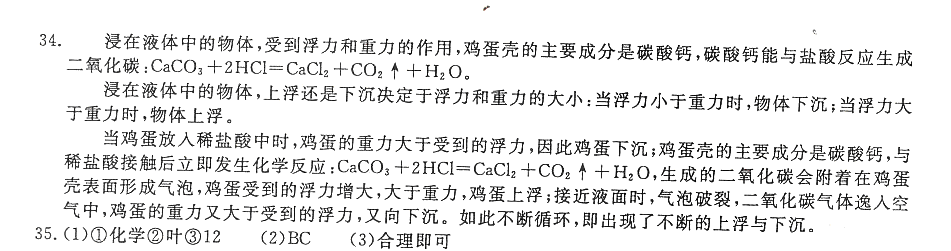 34. 浸在液体中的物体,受到浮力和重力的作用,鸡蛋壳的主要成分是碳酸钙,碳酸钙能与盐酸反应生成
二氧化碳:CaCO₃+2HCl=CaCl₂+CO₂↑+H₂O。
浸在液体中的物体,上浮还是下沉决定于浮力和重力的大小:当浮力小于重力时,物体下沉;当浮力大
于重力时,物体上浮。
当鸡蛋放入稀盐酸中时,鸡蛋的重力大于受到的浮力,因此鸡蛋下沉;鸡蛋壳的主要成分是碳酸钙,与
稀盐酸接触后立即发生化学反应:CaCO₃+2HCl=CaCl₂+CO₂↑+H₂O,生成的二氧化碳会附着在鸡蛋
壳表面形成气泡,鸡蛋受到的浮力增大,大于重力,鸡蛋上浮;接近液面时,气泡破裂,二氧化碳气体逸入空
气中,鸡蛋的重力又大于受到的浮力,又向下沉。如此不断循环,即出现了不断的上浮与下沉。
35.(1)①化学②叶③12 (2)BC (3)合理即可